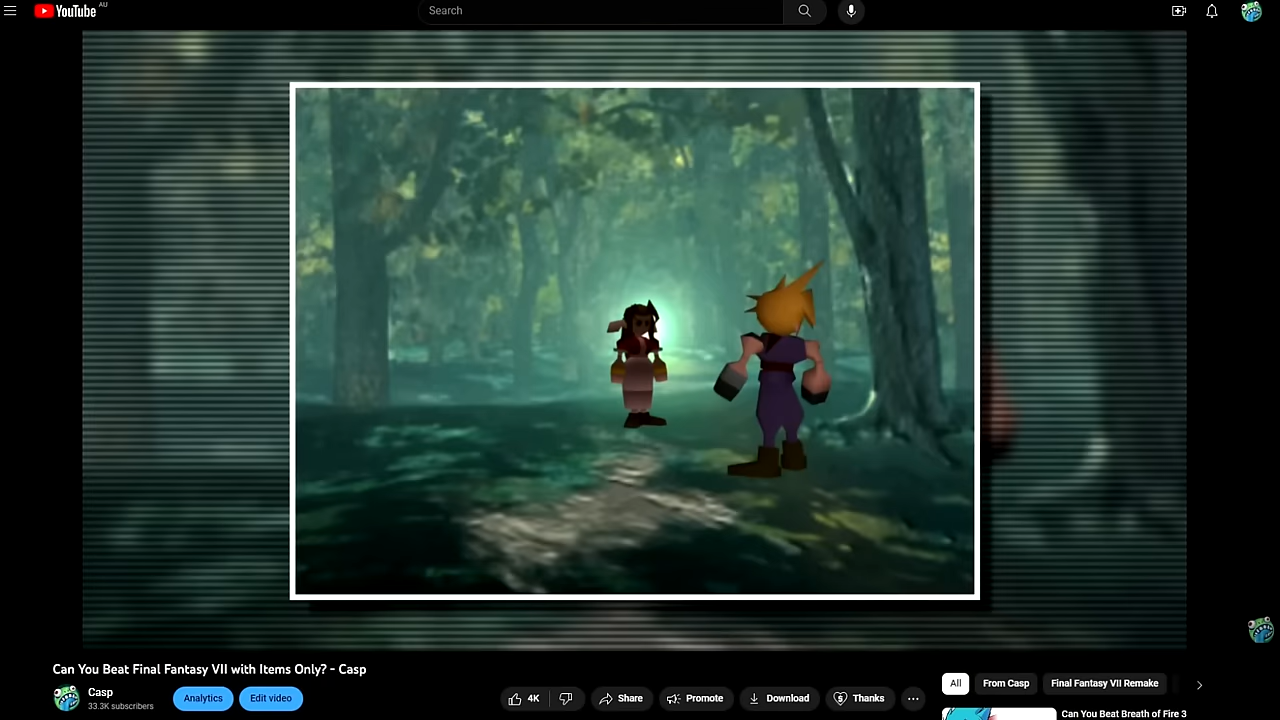 YouTube AU
Search
Can You Beat Final Fantasy VII with Items Only? - Casp
Casp
33.3K subscribers
Analytics
Edit video
4K
Share
Promote
Download
Thanks
All
From Casp
Final Fantasy VII Remake
Can You Beat Breath of Fire 3